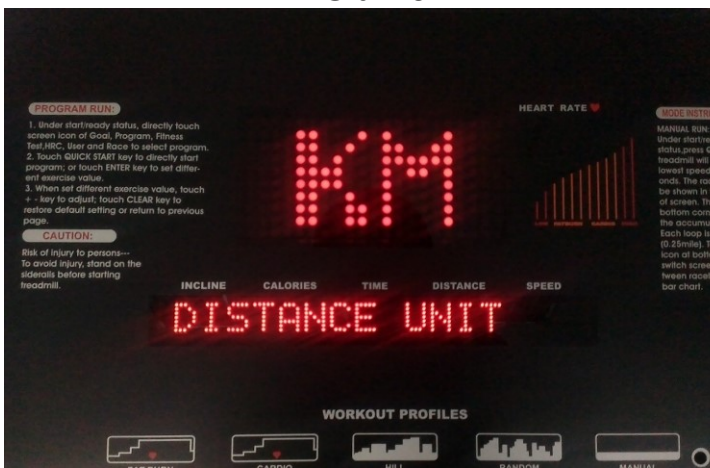 PROGRAM RUN:
1. Under start/ready status, directly touch
screen icon of Goal, Program, Fitness
Test,HRC, User and Race to select program.
2. Touch QUICK START key to directly start
program; or touch ENTER key to set differ-
ent exercise value.
3. When set different exercise value, touch
+ - key to adjust; touch CLEAR key to
restore default setting or return to previous
page.
CAUTION:
Risk of injury to persons---
To avoid injury, stand on the
siderails before starting
treadmill.
KM
HEART RATE
MODE INSTR
MANUAL RUN:
Under start/re
status,press Q
treadmill will
lowest speed
onds. The rac
be shown in
of screen. Th
bottom corn
the accumu
Each loop is
(0.25mile). T
icon at bott
switch scree
tween race
bar chart.
INCLINE CALORIES TIME DISTANCE SPEED
DISTANCE UNIT
WORKOUT PROFILES
CARDIO HILL RANDOM MANUAL